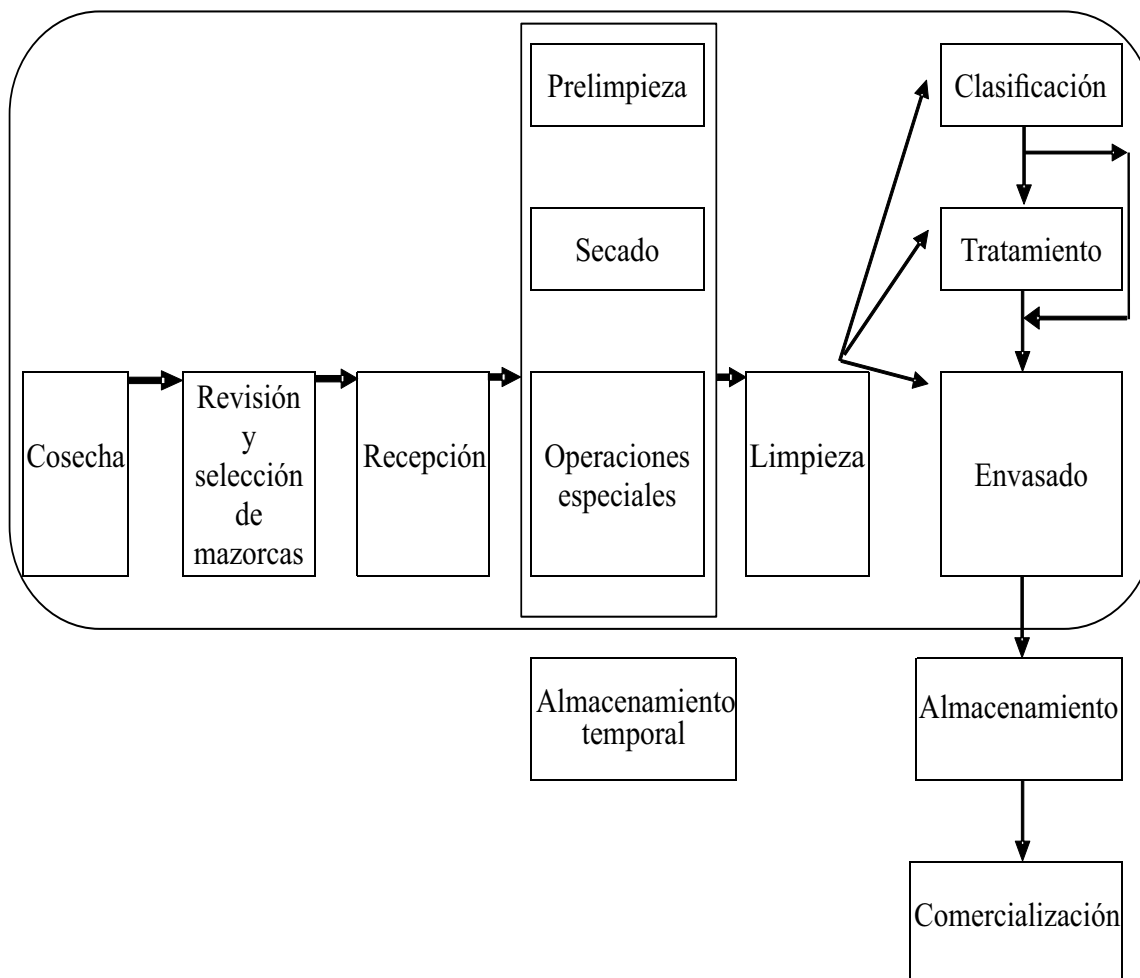 Prelimpieza
Clasificación
Secado
Tratamiento
Cosecha
Revisión
y
selección
de
mazorcas
Recepción
Operaciones
especiales
Limpieza
Envasado
Almacenamiento
temporal
Almacenamiento
Comercialización